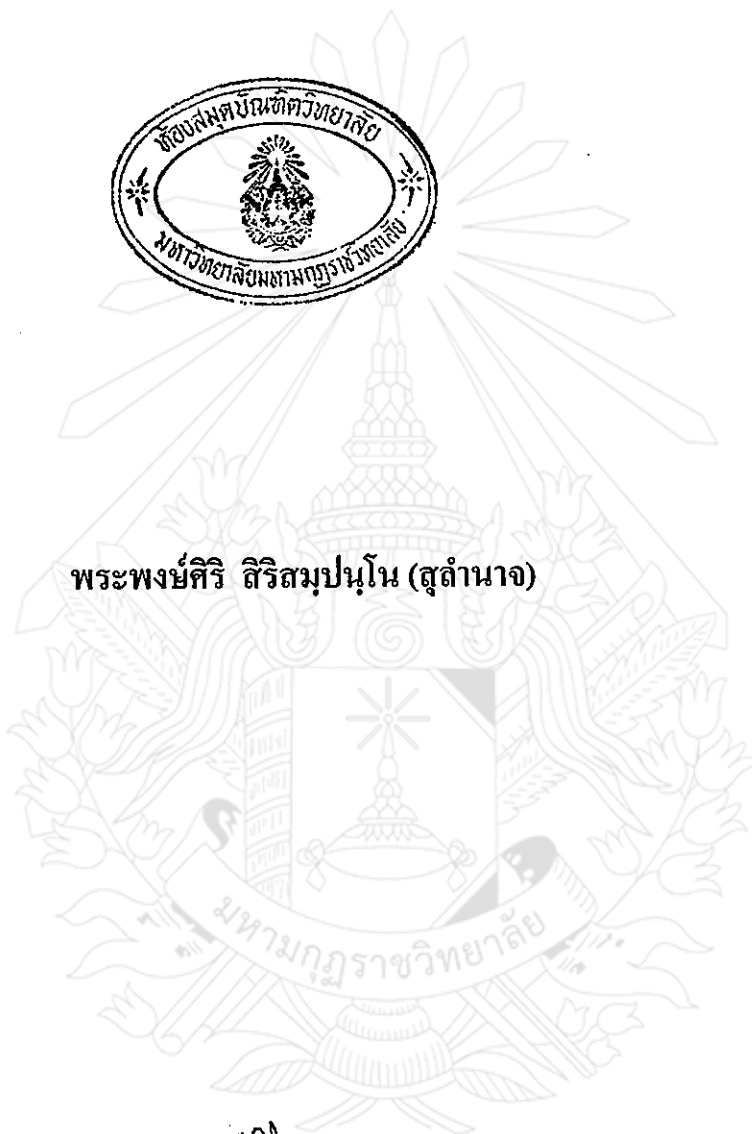 ห้องสมุดบัณฑิตวิทยาลัย
มหาวิทยาลัยมหามกุฏราชวิทยาลัย
พระพงษ์ศิริ สิริสมฺปนฺโน (สุลำนาจ)
มหามกุฏราชวิทยาลัย